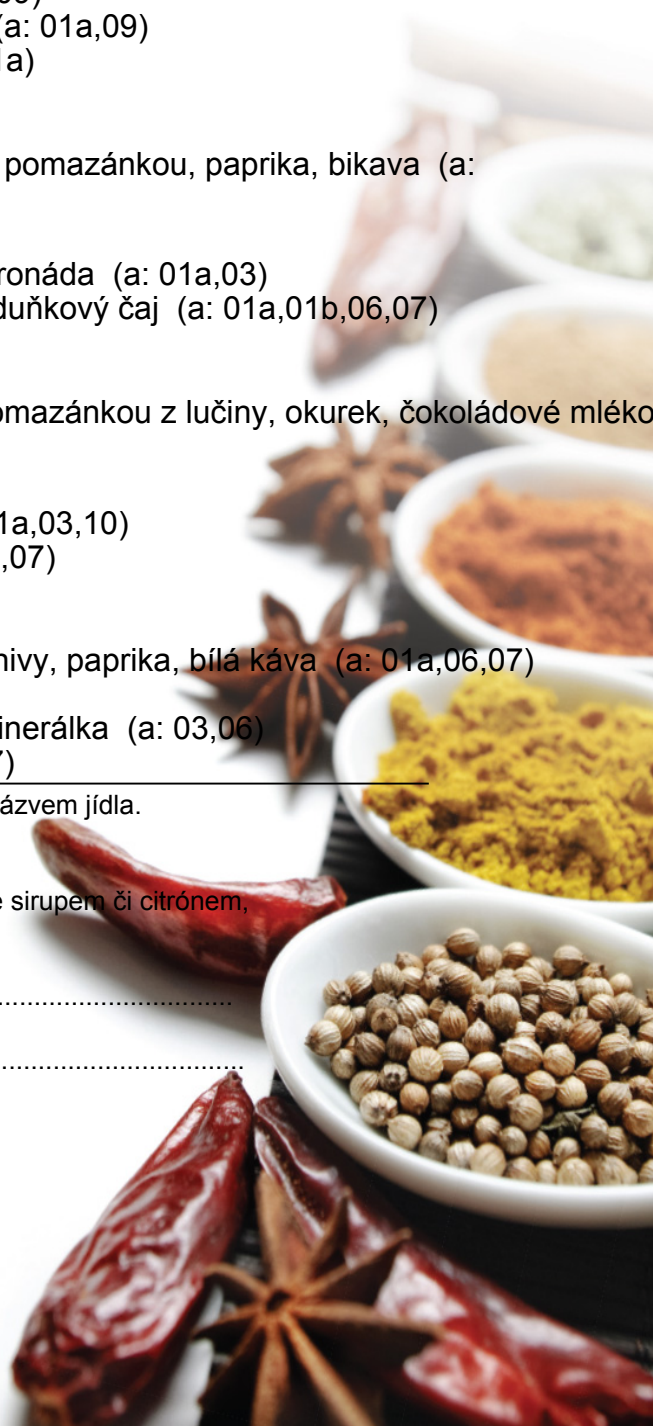 (a: 01a,09)
a)
pomazánkou, paprika, bikava (a:
ronáda (a: 01a,03)
duňkový čaj (a: 01a,01b,06,07)
omazánkou z lučiny, okurek, čokoládové mléko
1a,03,10)
,07)
nivy, paprika, bílá káva (a: 01a,06,07)
inerálka (a: 03,06)
7)
ázvem jídla.
e sirupem či citrónem,
................................
..................................